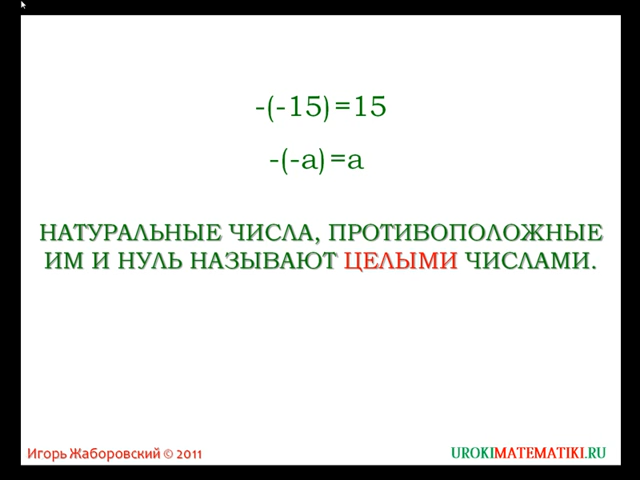 -(-15)=15
-(-а)=а
НАТУРАЛЬНЫЕ ЧИСЛА, ПРОТИВОПОЛОЖНЫЕ
ИМ И НУЛЬ НАЗЫВАЮТ ЦЕЛЫМИ ЧИСЛАМИ.
Игорь Жаборовский © 2011
UROKIMATEMATIKI.RU